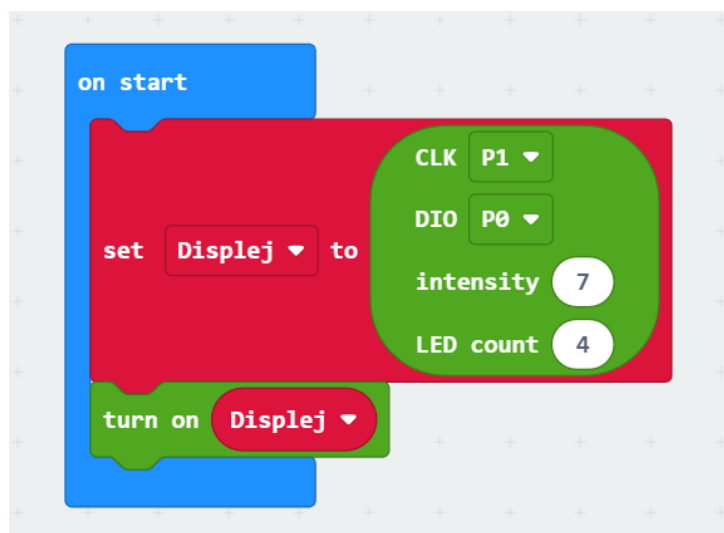 on start
CLK P1
DIO P0
set Displej to
intensity 7
LED count 4
turn on Displej